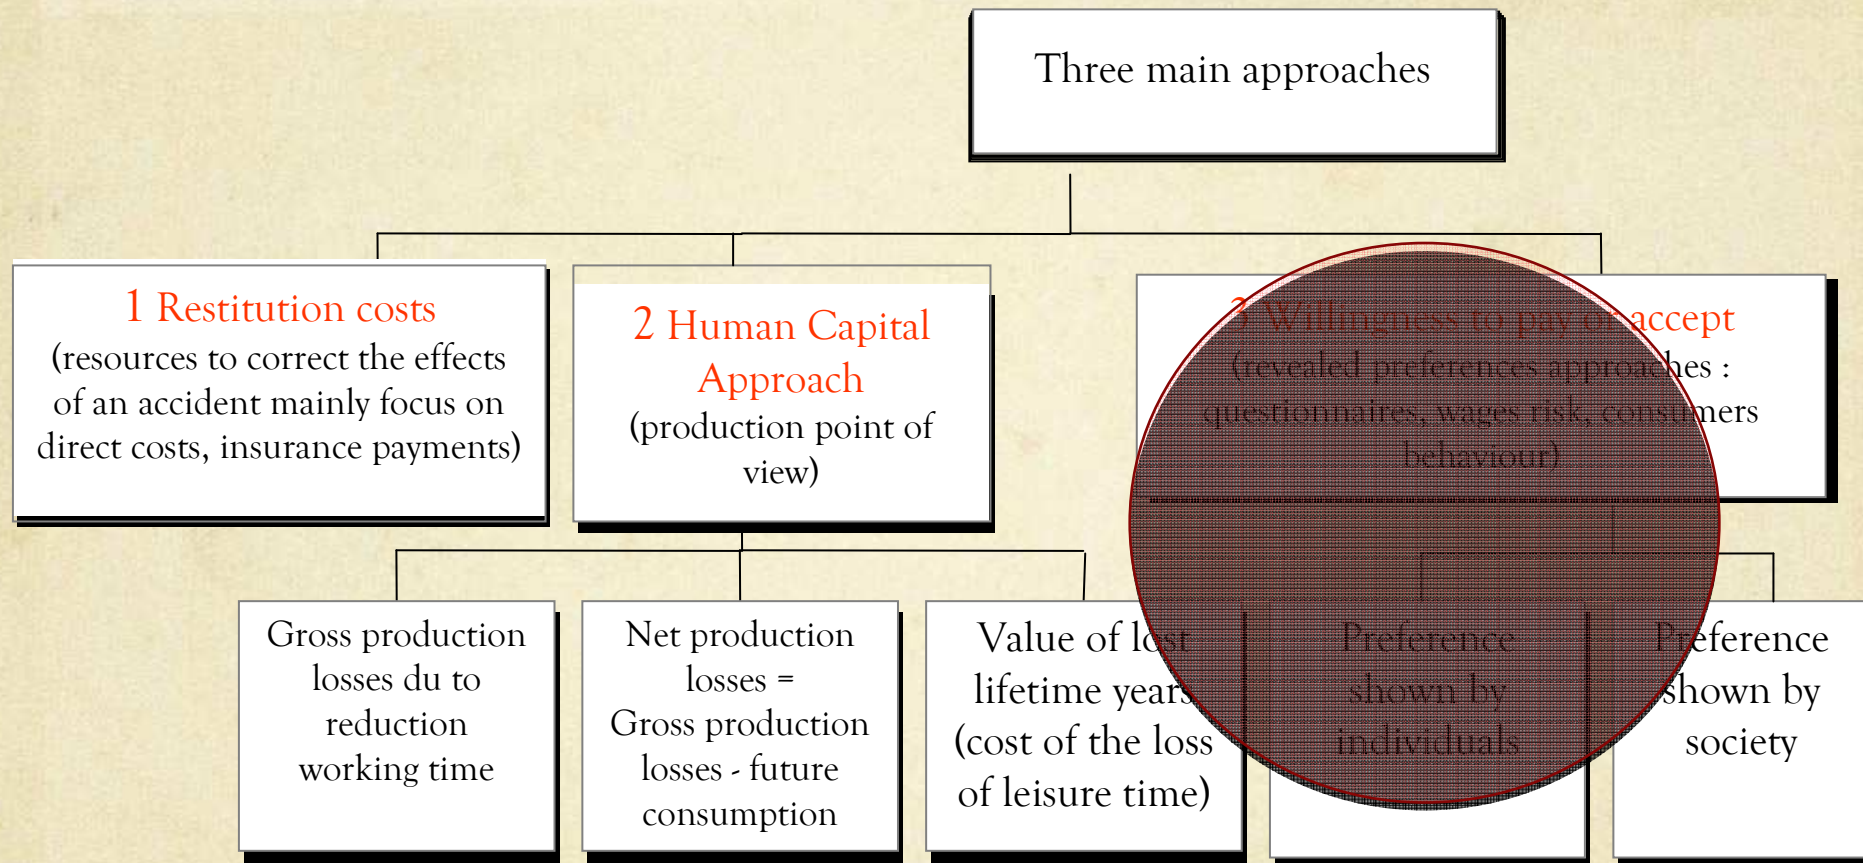 Three main approaches
1 Restitution costs
(resources to correct the effects
of an accident mainly focus on
direct costs, insurance payments)
2 Human Capital
Approach
(production point of
view)
3 Willingness to pay or accept
(revealed preferences approaches :
questionnaires, wages risk, consumers
behaviour)
Gross production
losses du to
reduction
working time
Net production
losses =
Gross production
losses - future
consumption
Value of lost
lifetime years
(cost of the loss
of leisure time)
Preference
shown by
individuals
Preference
shown by
society